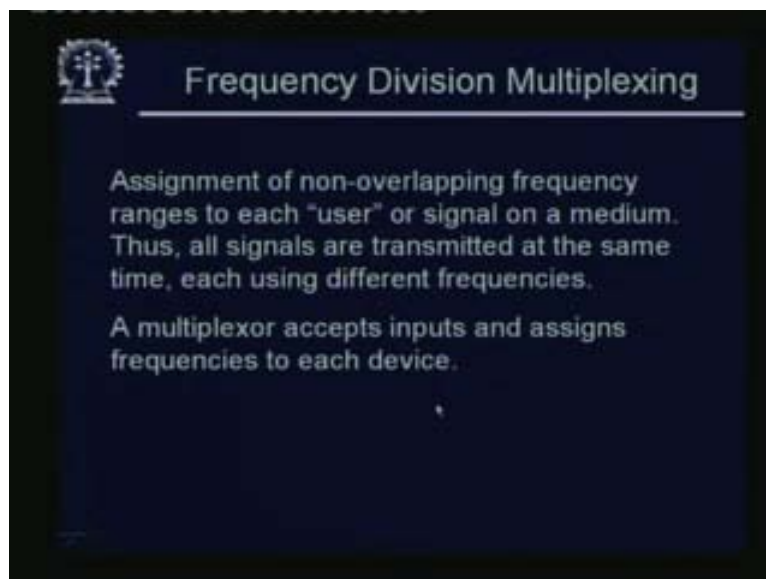 Frequency Division Multiplexing
Assignment of non-overlapping frequency
ranges to each “user” or signal on a medium.
Thus, all signals are transmitted at the same
time, each using different frequencies.
A multiplexor accepts inputs and assigns
frequencies to each device.